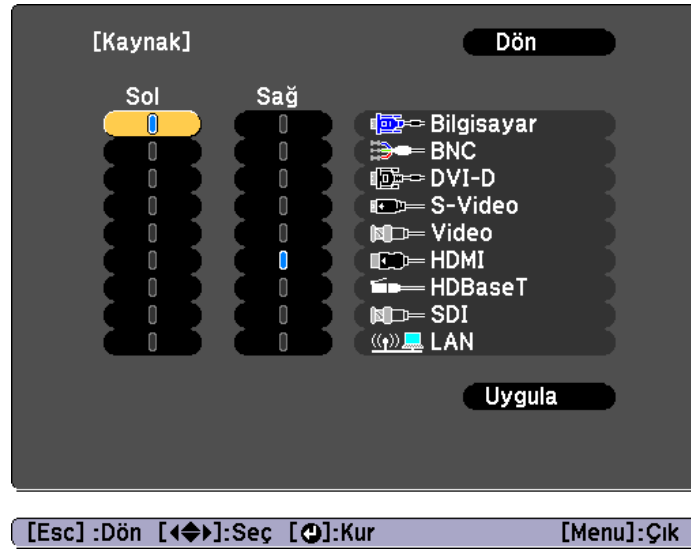 [Kaynak] Dön
Sol Sağ
Bilgisayar
BNC
DVI-D
S-Video
Video
HDMI
HDBaseT
SDI
LAN
Uygula
[Esc] :Dön [ ]:Seç [ ]:Kur [Menu]:Çık